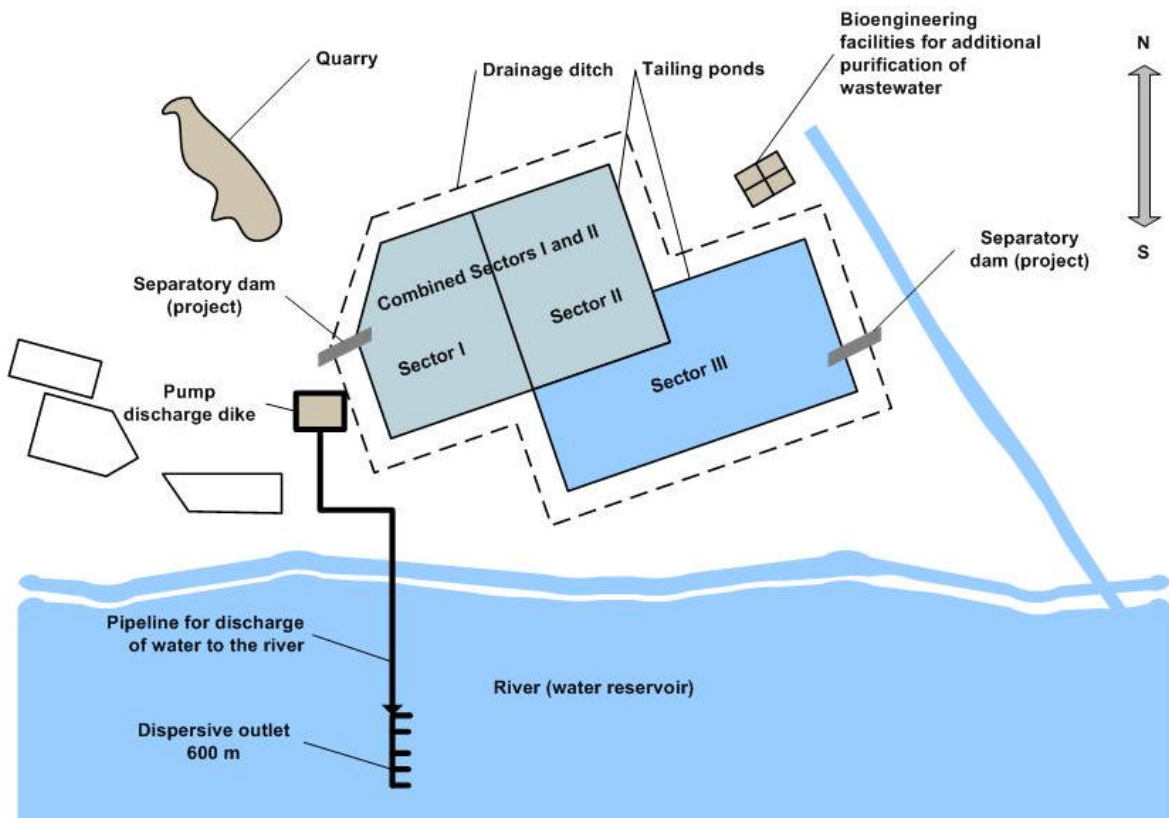 Bioengineering
facilities for additional
purification of
wastewater
N
Quarry
Drainage ditch
Tailing ponds
S
Separatory
dam (project)
Combined Sectors I and II
Separatory dam
(project)
Sector II
Sector I
Sector III
Pump
discharge dike
Pipeline for discharge
of water to the river
River (water reservoir)
Dispersive outlet
600 m